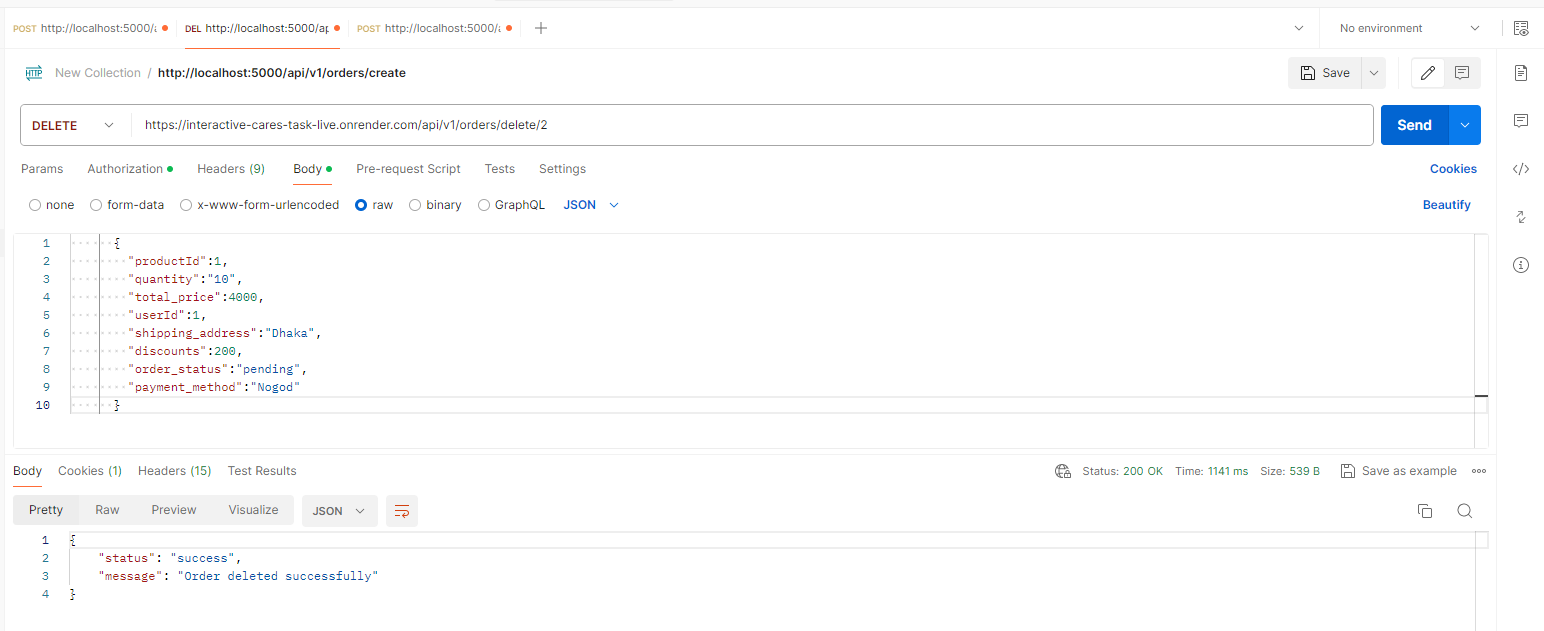 POST http://localhost:5000/a DEL http://localhost:5000/ap POST http://localhost:5000/a No environment
HTTP New Collection / http://localhost:5000/api/v1/orders/create Save
DELETE https://interactive-cares-task-live.onrender.com/api/v1/orders/delete/2 Send
Params Authorization Headers (9) Body Pre-request Script Tests Settings Cookies
none form-data x-www-form-urlencoded raw binary GraphQL JSON Beautify
1 {
2 "productId":1,
3 "quantity":"10",
4 "total_price":4000,
5 "userId":1,
6 "shipping_address":"Dhaka",
7 "discounts":200,
8 "order_status":"pending",
9 "payment_method":"Nogod"
10 }
Body Cookies (1) Headers (15) Test Results Status: 200 OK Time: 1141 ms Size: 539 B Save as example
Pretty Raw Preview Visualize JSON
1 {
2 "status": "success",
3 "message": "Order deleted successfully"
4 }